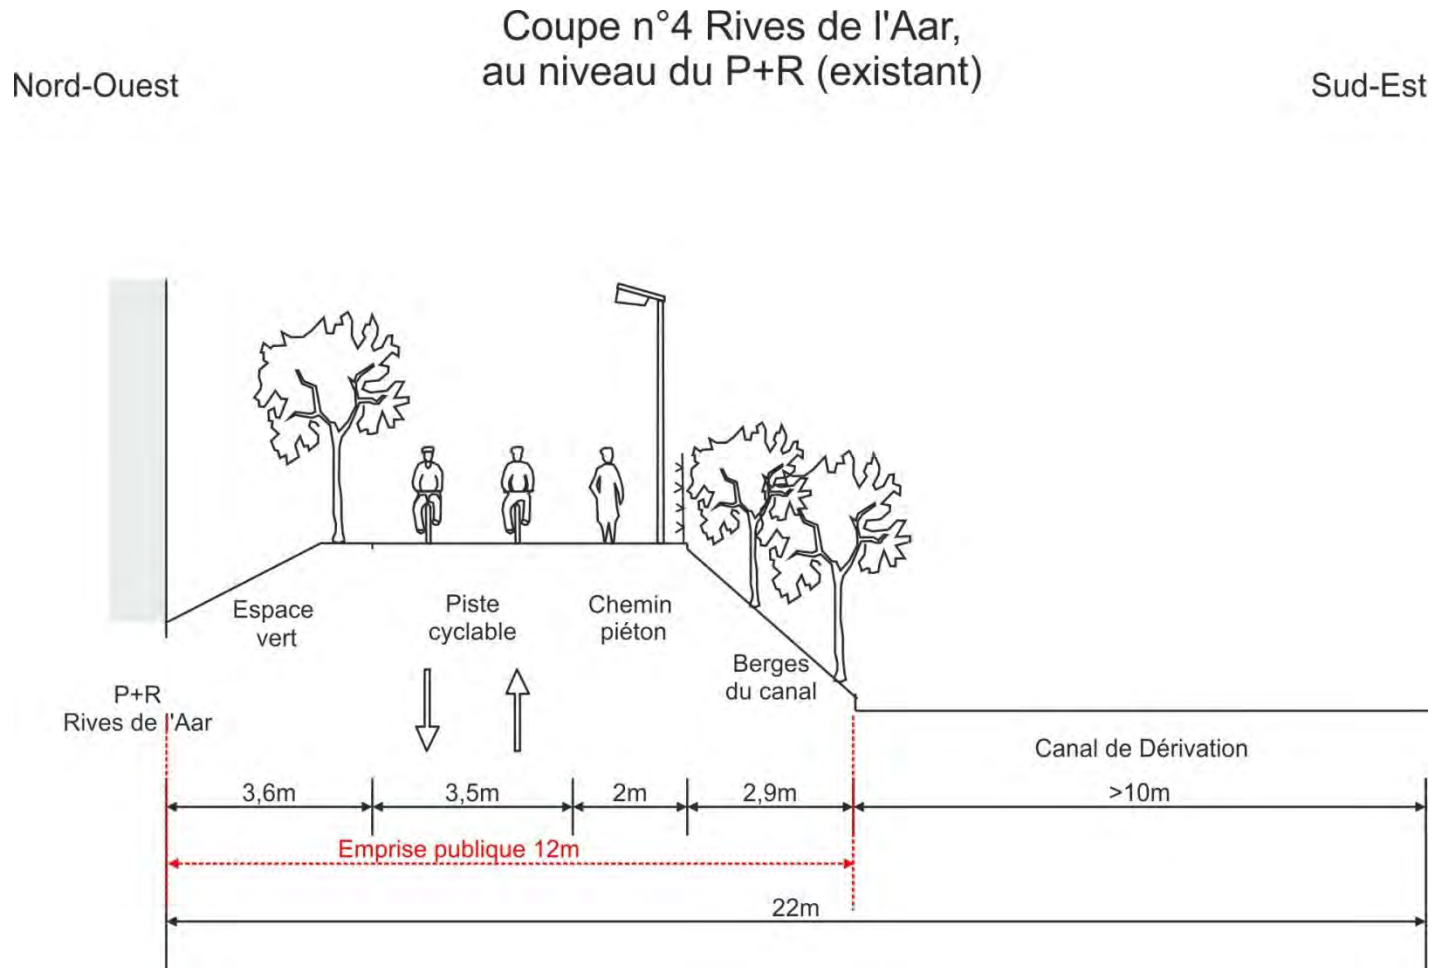 Coupe n°4 Rives de l'Aar,
au niveau du P+R (existant)
Nord-Ouest
Sud-Est
Espace
vert
Piste
cyclable
Chemin
piéton
Berges
du canal
P+R
Rives de l'Aar
Canal de Dérivation
3,6m
3,5m
2m
2,9m
>10m
Emprise publique 12m
22m